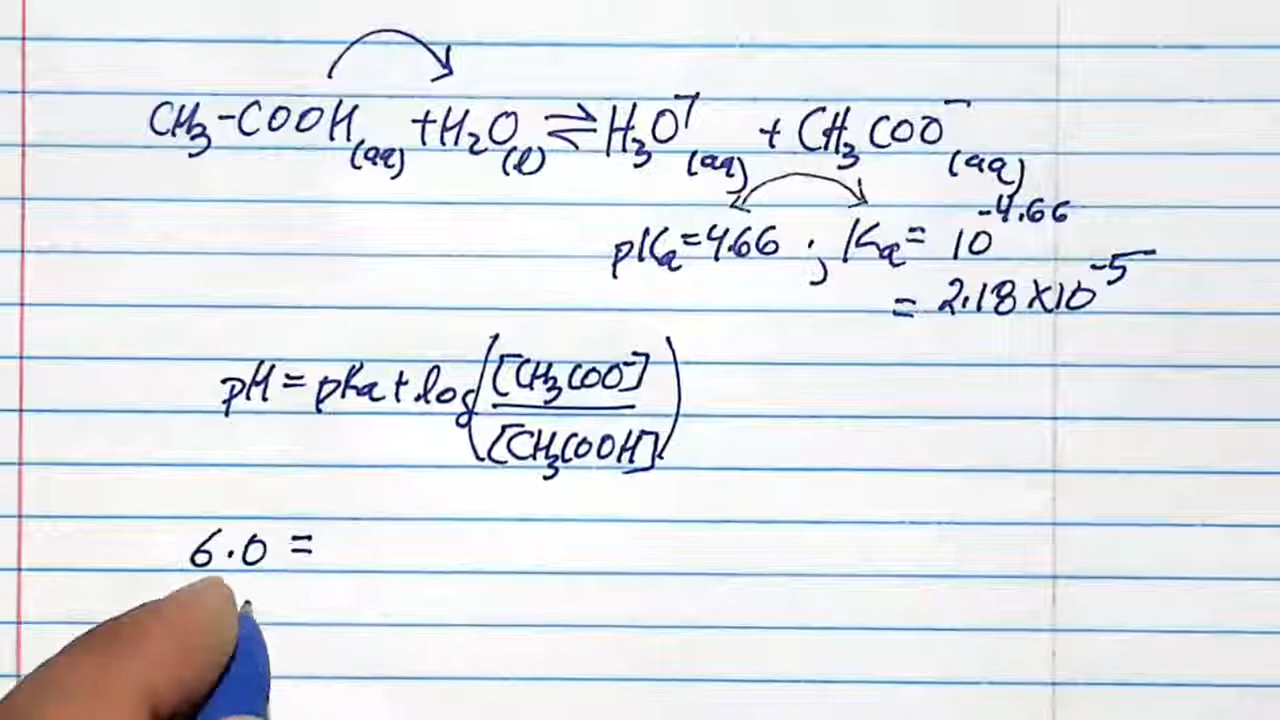 CH₃-COOH(aq) + H₂O(l) ⇌ H₃O⁺(aq) + CH₃COO⁻(aq)
pKa = 4.66 ; Ka = 10^-4.66
= 2.18 X 10^-5
pH = pKa + log([CH₃COO⁻]/[CH₃COOH])
6.0 =